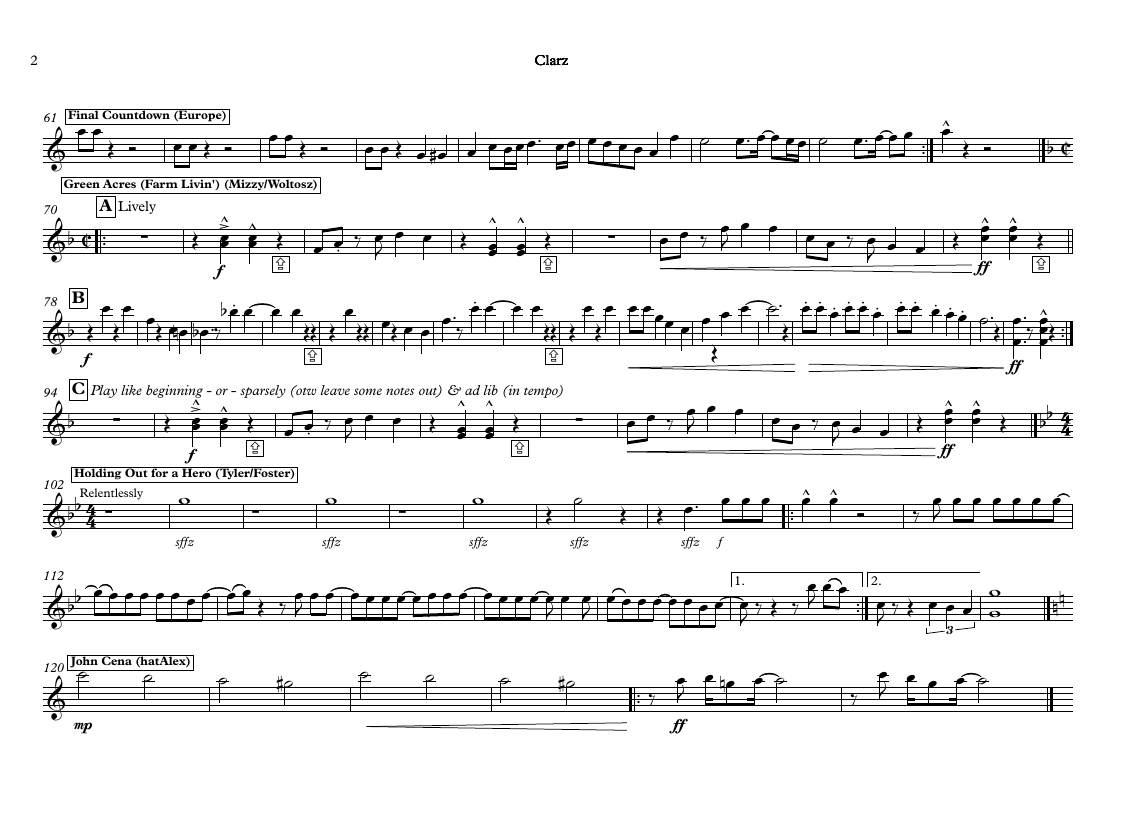 2
Clarz
61 Final Countdown (Europe)
Green Acres (Farm Livin') (Mizzy/Woltosz)
70 A Lively
f
ff
78 B
f
ff
94 C Play like beginning - or - sparsely (otw leave some notes out) & ad lib (in tempo)
f
ff
Holding Out for a Hero (Tyler/Foster)
102 Relentlessly
4
4
sffz sffz sffz sffz sffz f
112 1. 2.
3
120 John Cena (hatAlex)
mp ff